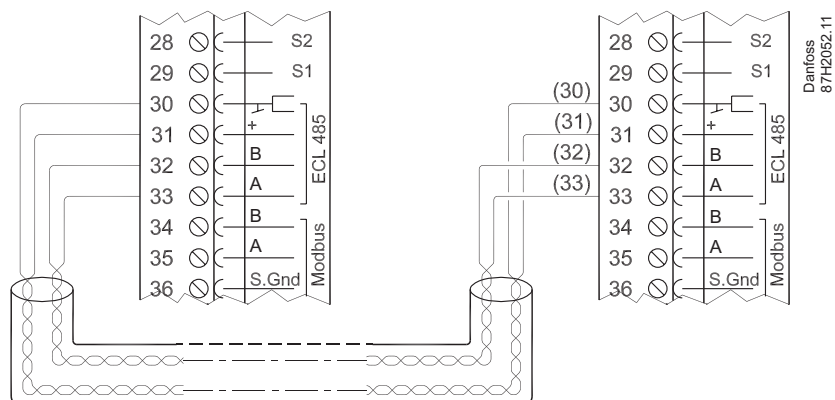 28 S2
29 S1
30
31 +
32 B
33 A
ECL 485
34 B
35 A
36 S.Gnd
Modbus
28 S2
29 S1
(30) 30
(31) 31 +
(32) 32 B
(33) 33 A
ECL 485
34 B
35 A
36 S.Gnd
Modbus
Danfoss
87H2052.11